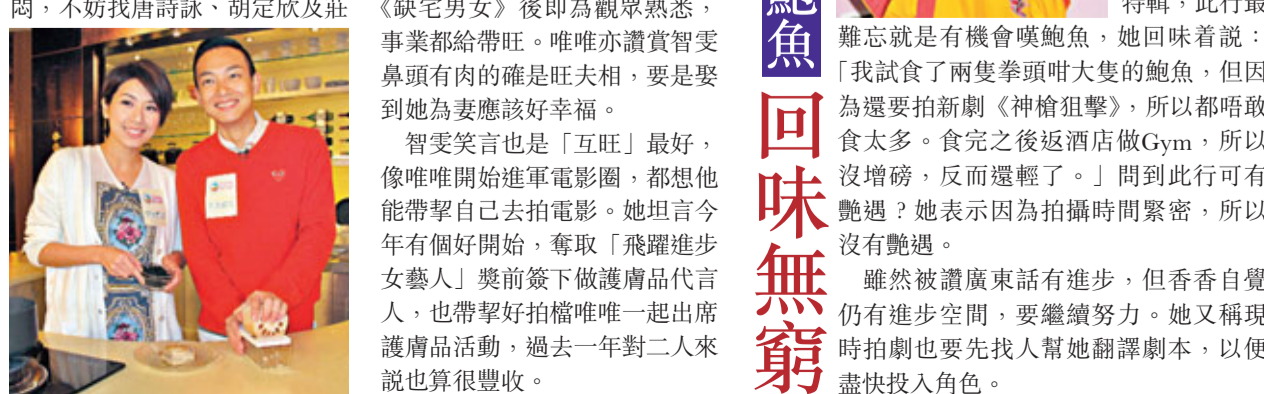 悶，不妨找唐詩詠、胡定欣及莊
《缺宅男女》後即為觀眾熟悉，
事業都給帶旺。唯唯亦讚賞智雯
鼻頭有肉的確是旺夫相，要是娶
到她為妻應該好幸福。
智雯笑言也是「互旺」最好，
像唯唯開始進軍電影圈，都想他
能帶挈自己去拍電影。她坦言今
年有個好開始，奪取「飛躍進步
女藝人」獎前簽下做護膚品代言
人，也帶挈好拍檔唯唯一起出席
護膚品活動，過去一年對二人來
説也算很豐收。
鮑魚
回味無窮
特輯，此行最
難忘就是有機會嘆鮑魚，她回味着説：
「我試食了兩隻拳頭咁大隻的鮑魚，但因
為還要拍新劇《神槍狙擊》，所以都唔敢
食太多。食完之後返酒店做Gym，所以
沒增磅，反而還輕了。」問到此行可有
艷遇？她表示因為拍攝時間緊密，所以
沒有艷遇。
雖然被讚廣東話有進步，但香香自覺
仍有進步空間，要繼續努力。她又稱現
時拍劇也要先找人幫她翻譯劇本，以便
盡快投入角色。